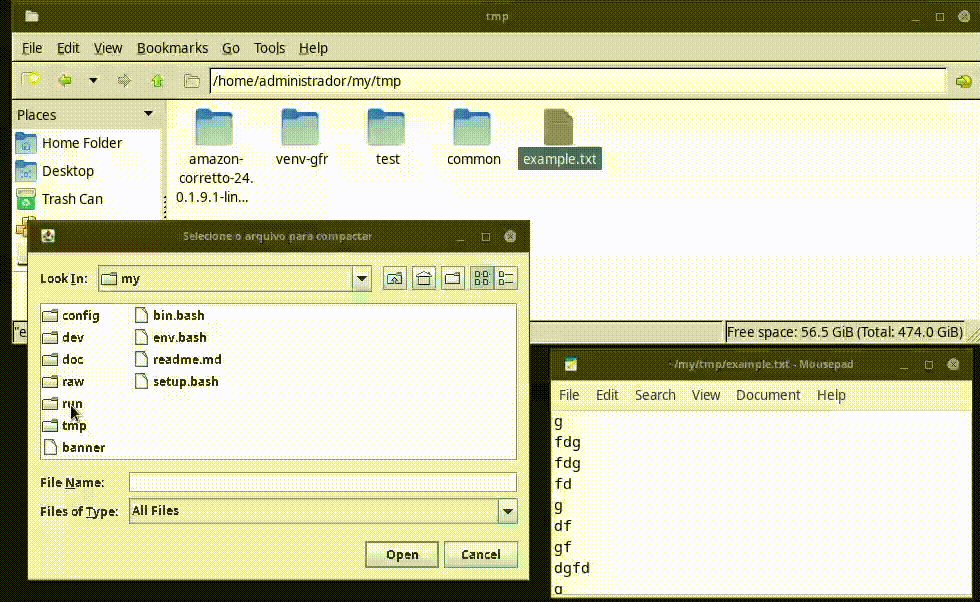 tmp
File Edit View Bookmarks Go Tools Help
/home/administrador/my/tmp
Places
Home Folder
Desktop
Trash Can
amazon-
corretto-24.
0.1.9.1-lin...
venv-gfr
test
common
example.txt
"e
Free space: 56.5 GiB (Total: 474.0 GiB)
Selecione o arquivo para compactar
Look In: my
config
dev
doc
raw
run
tmp
banner
bin.bash
env.bash
readme.md
setup.bash
File Name:
Files of Type: All Files
Open Cancel
~/my/tmp/example.txt - Mousepad
File Edit Search View Document Help
g
fdg
fdg
fd
g
df
gf
dgfd
g